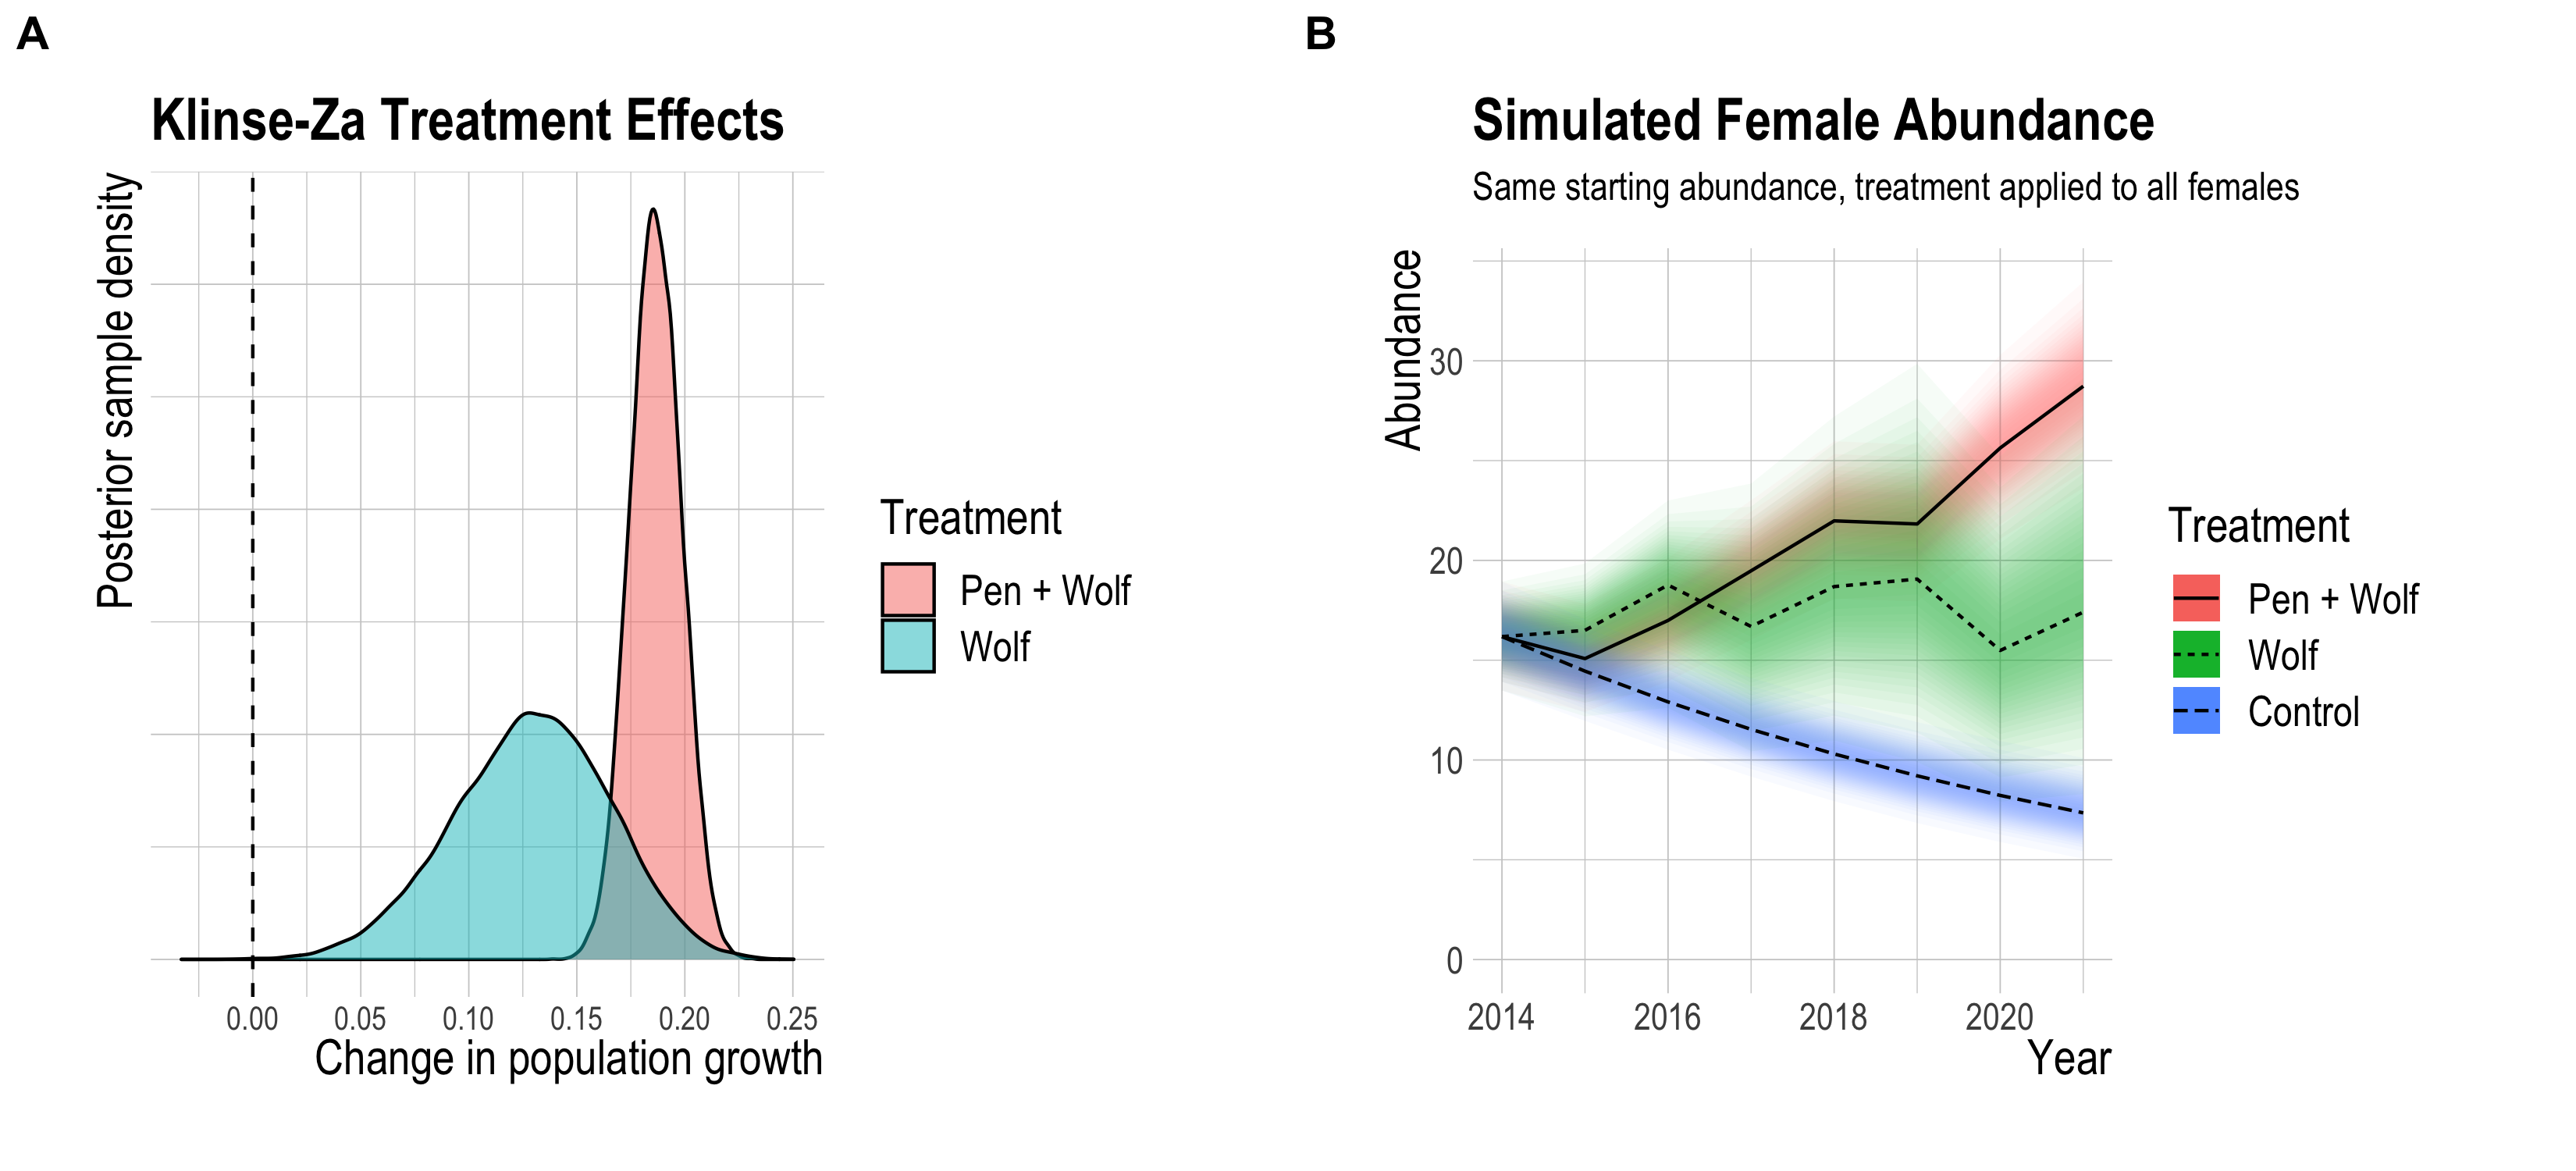 A
Klinse-Za Treatment Effects
Posterior sample density
0.00 0.05 0.10 0.15 0.20 0.25
Change in population growth
Treatment
Pen + Wolf
Wolf
B
Simulated Female Abundance
Same starting abundance, treatment applied to all females
Abundance
30
20
10
0
2014 2016 2018 2020
Year
Treatment
Pen + Wolf
Wolf
Control